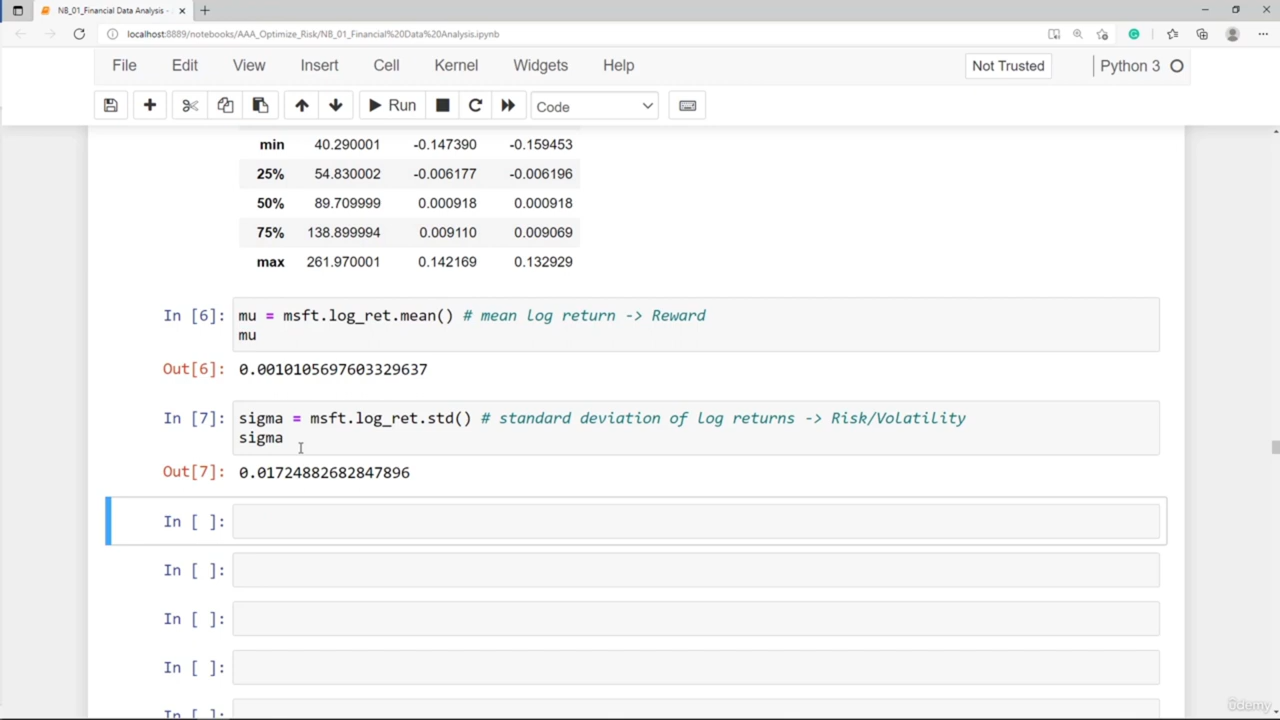 NB_01_Financial Data Analysis -
localhost:8889/notebooks/AAA_Optimize_Risk/NB_01_Financial%20Data%20Analysis.ipynb
File Edit View Insert Cell Kernel Widgets Help Not Trusted Python 3
Run Code
min 40.290001 -0.147390 -0.159453
25% 54.830002 -0.006177 -0.006196
50% 89.709999 0.000918 0.000918
75% 138.899994 0.009110 0.009069
max 261.970001 0.142169 0.132929
In [6]: mu = msft.log_ret.mean() # mean log return -> Reward
mu
Out[6]: 0.0010105697603329637
In [7]: sigma = msft.log_ret.std() # standard deviation of log returns -> Risk/Volatility
sigma
Out[7]: 0.01724882682847896
In [ ]:
In [ ]:
In [ ]:
In [ ]:
In [ ]:
ûdemy